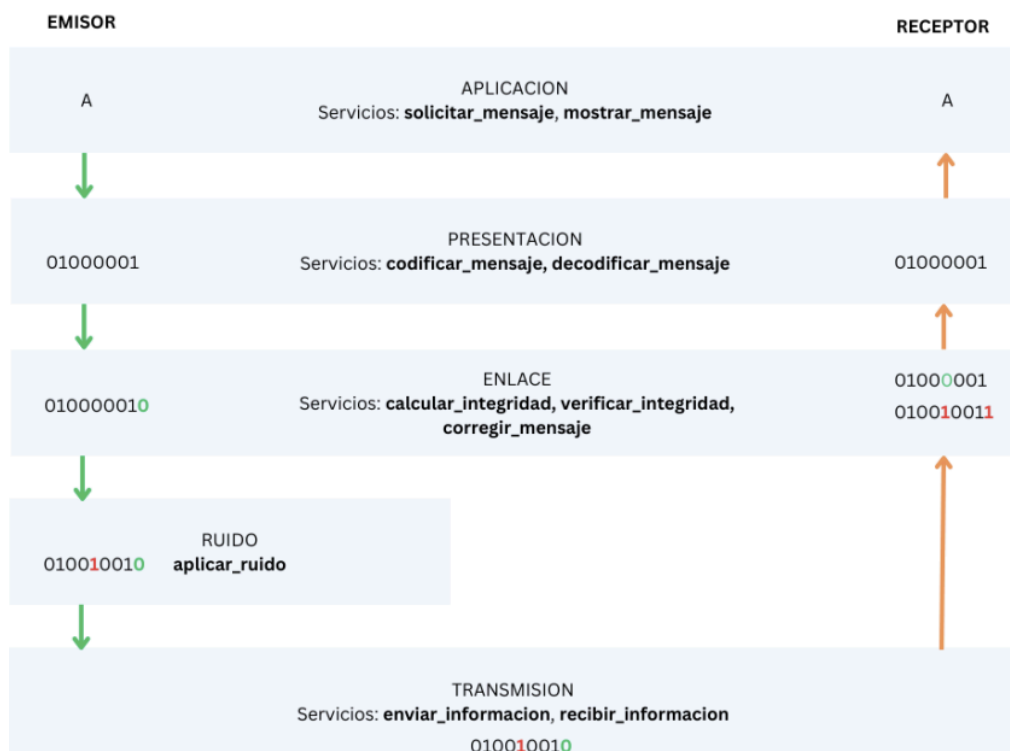 EMISOR
RECEPTOR
A
APLICACION
Servicios: solicitar_mensaje, mostrar_mensaje
A
01000001
PRESENTACION
Servicios: codificar_mensaje, decodificar_mensaje
01000001
010000010
ENLACE
Servicios: calcular_integridad, verificar_integridad,
corregir_mensaje
01000001
010010011
010010010
RUIDO
aplicar_ruido
TRANSMISION
Servicios: enviar_informacion, recibir_informacion
010010010